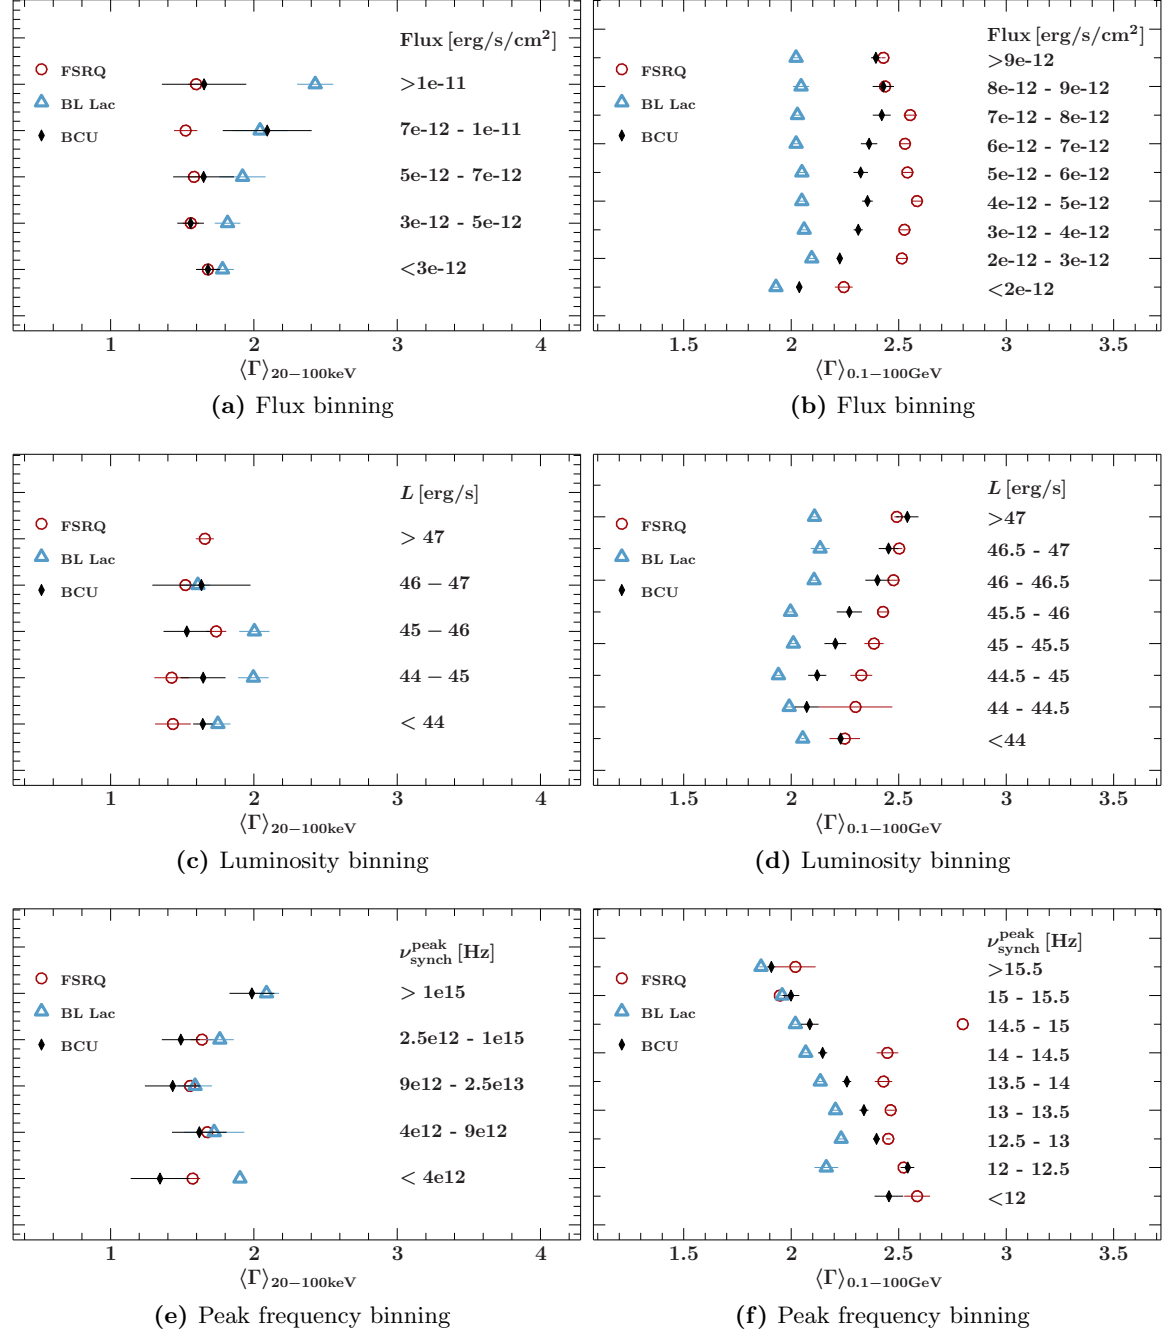 Flux [erg/s/cm²]
FSRQ
BL Lac
BCU
>1e-11
7e-12 - 1e-11
5e-12 - 7e-12
3e-12 - 5e-12
<3e-12
1 2 3 4
⟨Γ⟩20−100keV
(a) Flux binning
Flux [erg/s/cm²]
FSRQ
BL Lac
BCU
>9e-12
8e-12 - 9e-12
7e-12 - 8e-12
6e-12 - 7e-12
5e-12 - 6e-12
4e-12 - 5e-12
3e-12 - 4e-12
2e-12 - 3e-12
<2e-12
1.5 2 2.5 3 3.5
⟨Γ⟩0.1−100GeV
(b) Flux binning
L [erg/s]
FSRQ
BL Lac
BCU
> 47
46 − 47
45 − 46
44 − 45
< 44
1 2 3 4
⟨Γ⟩20−100keV
(c) Luminosity binning
L [erg/s]
FSRQ
BL Lac
BCU
>47
46.5 - 47
46 - 46.5
45.5 - 46
45 - 45.5
44.5 - 45
44 - 44.5
<44
1.5 2 2.5 3 3.5
⟨Γ⟩0.1−100GeV
(d) Luminosity binning
ν synch peak [Hz]
FSRQ
BL Lac
BCU
> 1e15
2.5e12 - 1e15
9e12 - 2.5e13
4e12 - 9e12
< 4e12
1 2 3 4
⟨Γ⟩20−100keV
(e) Peak frequency binning
ν synch peak [Hz]
FSRQ
BL Lac
BCU
>15.5
15 - 15.5
14.5 - 15
14 - 14.5
13.5 - 14
13 - 13.5
12.5 - 13
12 - 12.5
<12
1.5 2 2.5 3 3.5
⟨Γ⟩0.1−100GeV
(f) Peak frequency binning